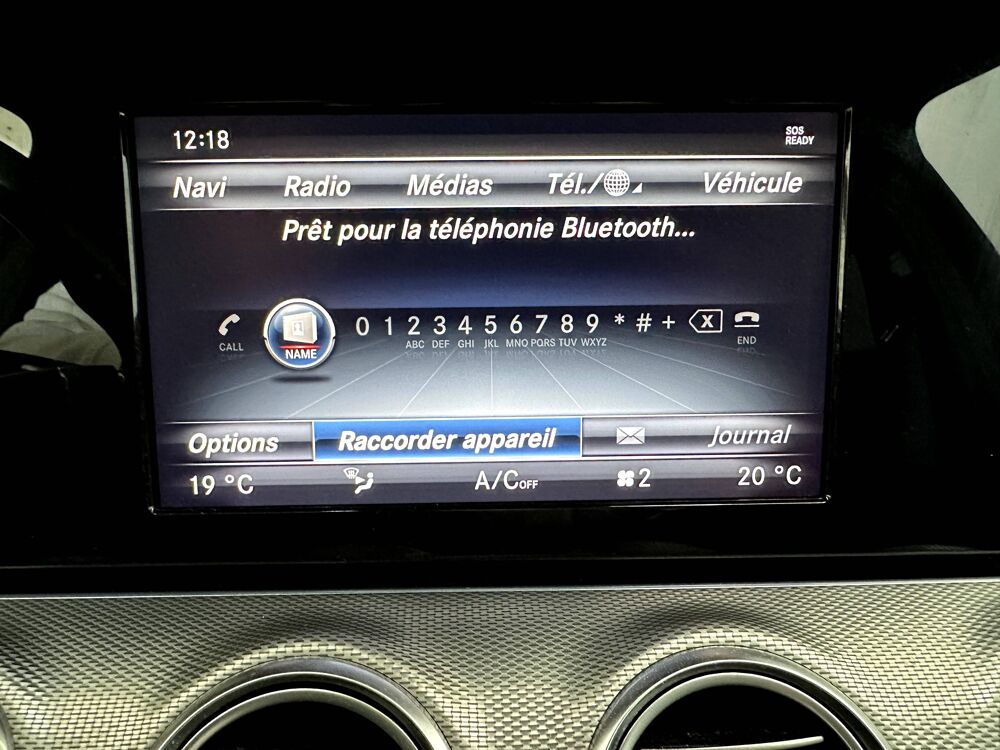 12:18 SOS READY
Navi Radio Médias Tél./ Véhicule
Prêt pour la téléphonie Bluetooth...
0 1 2 3 4 5 6 7 8 9 * # + X
CALL NAME ABC DEF GHI JKL MNO PQRS TUV WXYZ END
Options Raccorder appareil Journal
19 °C A/C OFF 2 20 °C